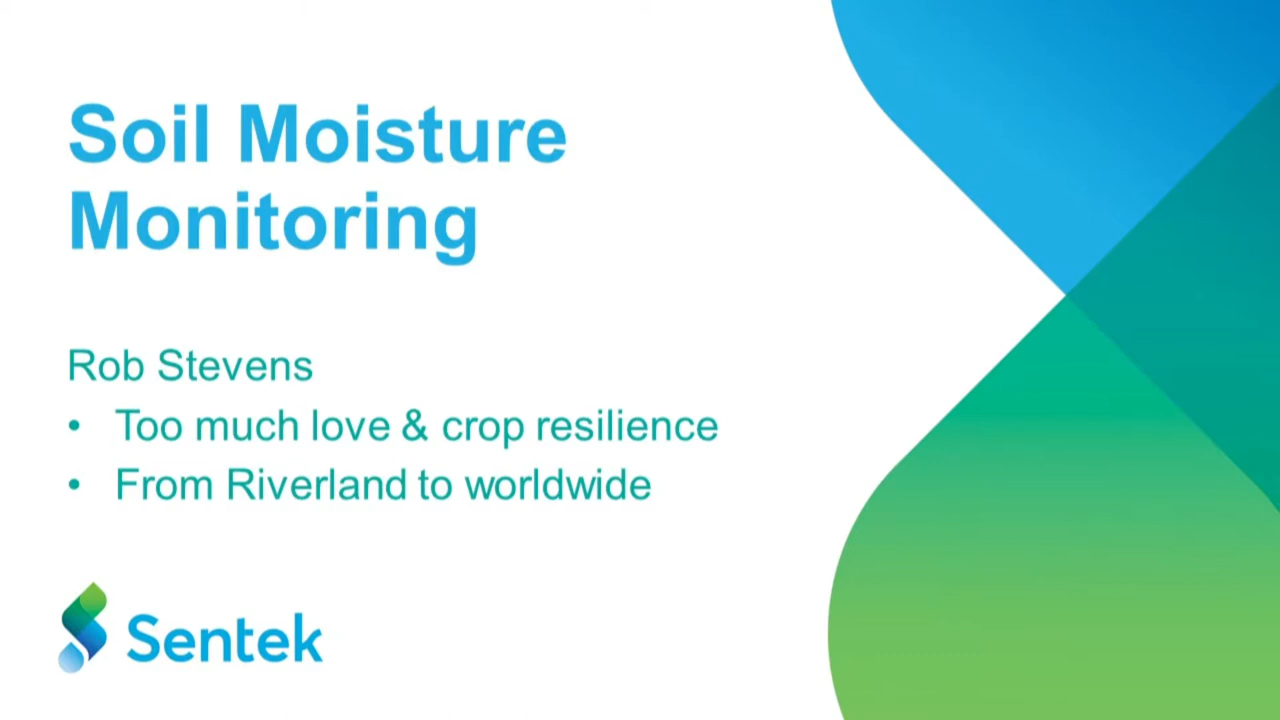 Soil Moisture
Monitoring
Rob Stevens
• Too much love & crop resilience
• From Riverland to worldwide
Sentek